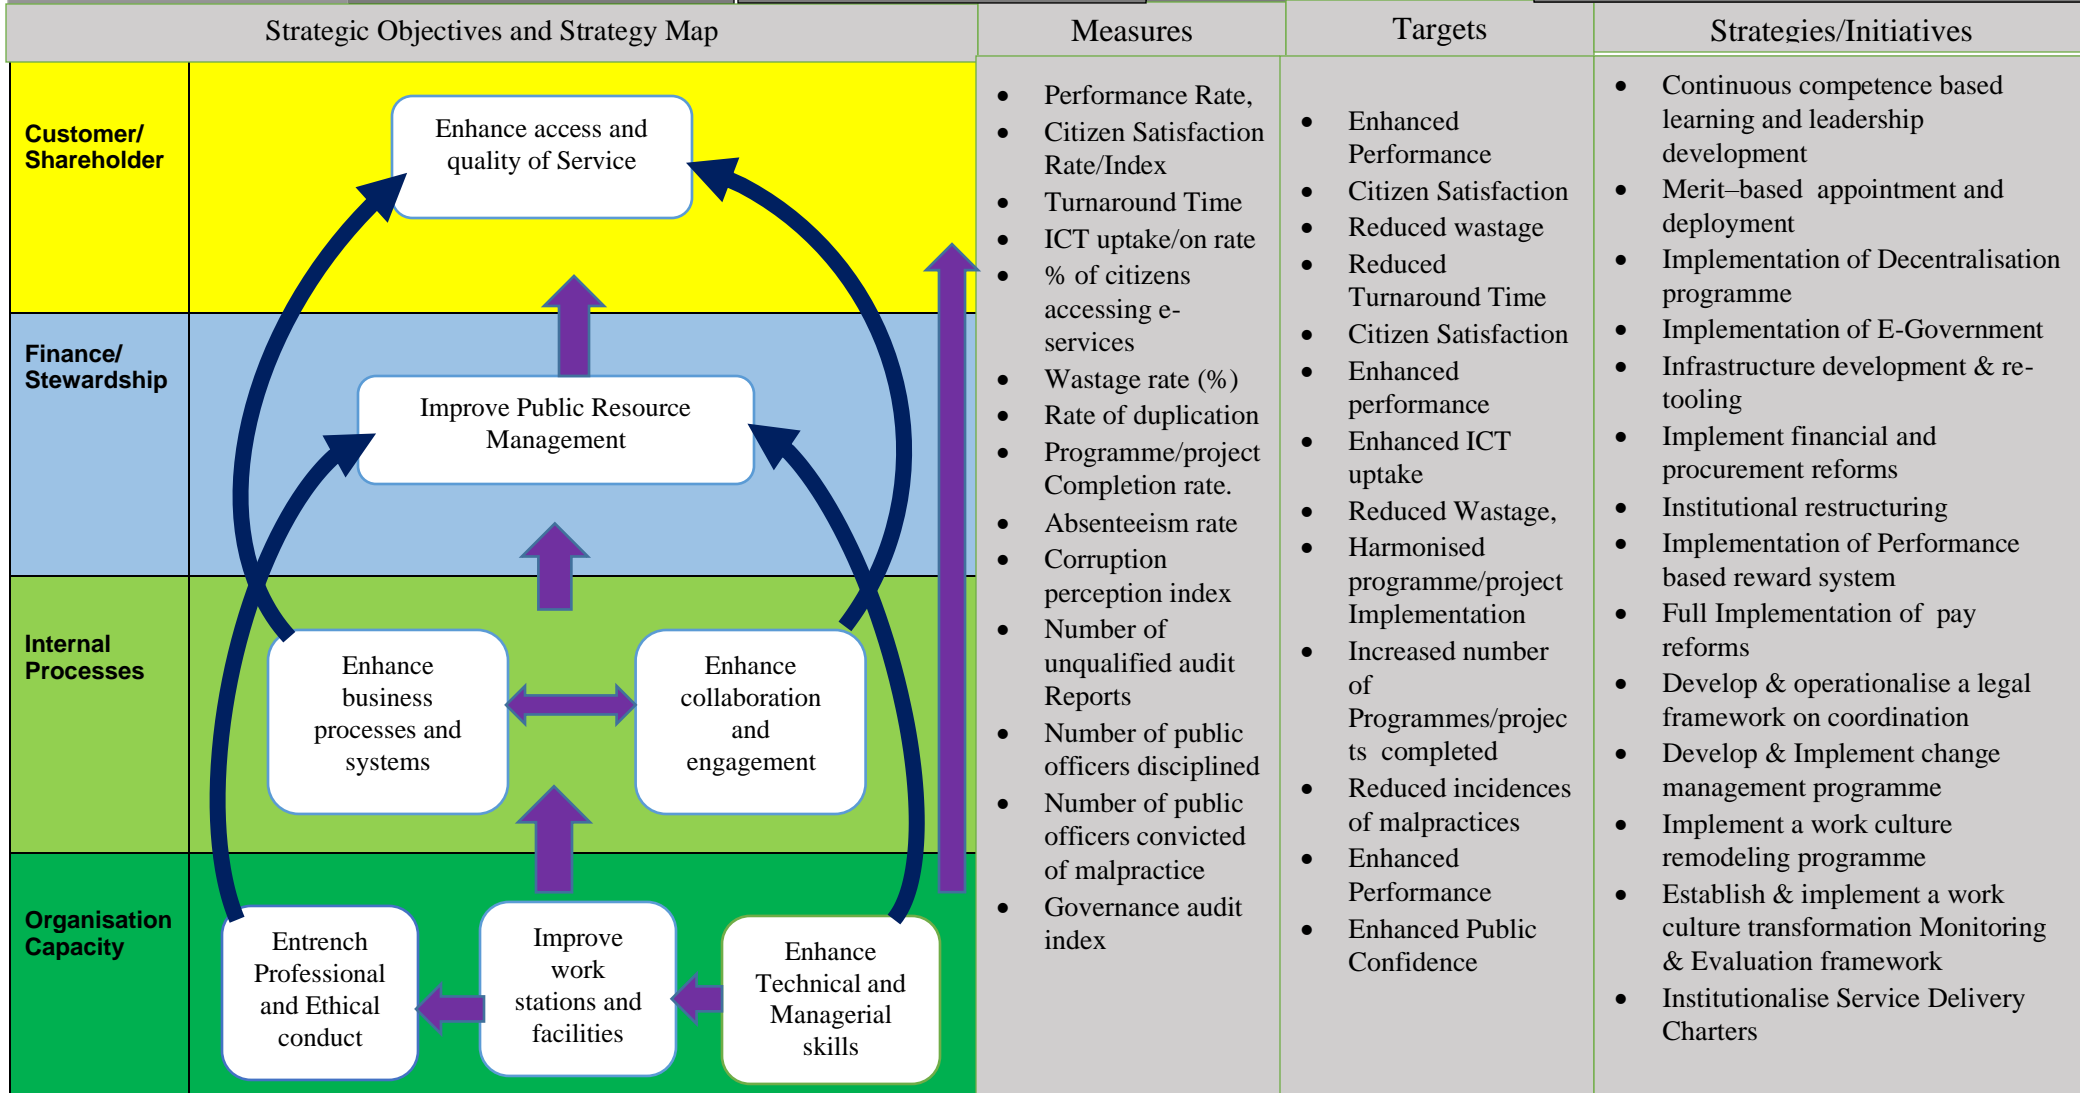 Strategic Objectives and Strategy Map
Measures
Targets
Strategies/Initiatives
Customer/
Shareholder
Enhance access and
quality of Service
Finance/
Stewardship
Improve Public Resource
Management
Internal
Processes
Enhance
business
processes and
systems
Enhance
collaboration
and
engagement
Organisation
Capacity
Entrench
Professional
and Ethical
conduct
Improve
work
stations and
facilities
Enhance
Technical and
Managerial
skills
• Performance Rate,
• Citizen Satisfaction
Rate/Index
• Turnaround Time
• ICT uptake/on rate
• % of citizens
accessing e-
services
• Wastage rate (%)
• Rate of duplication
• Programme/project
Completion rate.
• Absenteeism rate
• Corruption
perception index
• Number of
unqualified audit
Reports
• Number of public
officers disciplined
• Number of public
officers convicted
of malpractice
• Governance audit
index
• Enhanced
Performance
• Citizen Satisfaction
• Reduced wastage
• Reduced
Turnaround Time
• Citizen Satisfaction
• Enhanced
performance
• Enhanced ICT
uptake
• Reduced Wastage,
• Harmonised
programme/project
Implementation
• Increased number
of
Programmes/projec
ts completed
• Reduced incidences
of malpractices
• Enhanced
Performance
• Enhanced Public
Confidence
• Continuous competence based
learning and leadership
development
• Merit–based appointment and
deployment
• Implementation of Decentralisation
programme
• Implementation of E-Government
• Infrastructure development & re-
tooling
• Implement financial and
procurement reforms
• Institutional restructuring
• Implementation of Performance
based reward system
• Full Implementation of pay
reforms
• Develop & operationalise a legal
framework on coordination
• Develop & Implement change
management programme
• Implement a work culture
remodeling programme
• Establish & implement a work
culture transformation Monitoring
& Evaluation framework
• Institutionalise Service Delivery
Charters